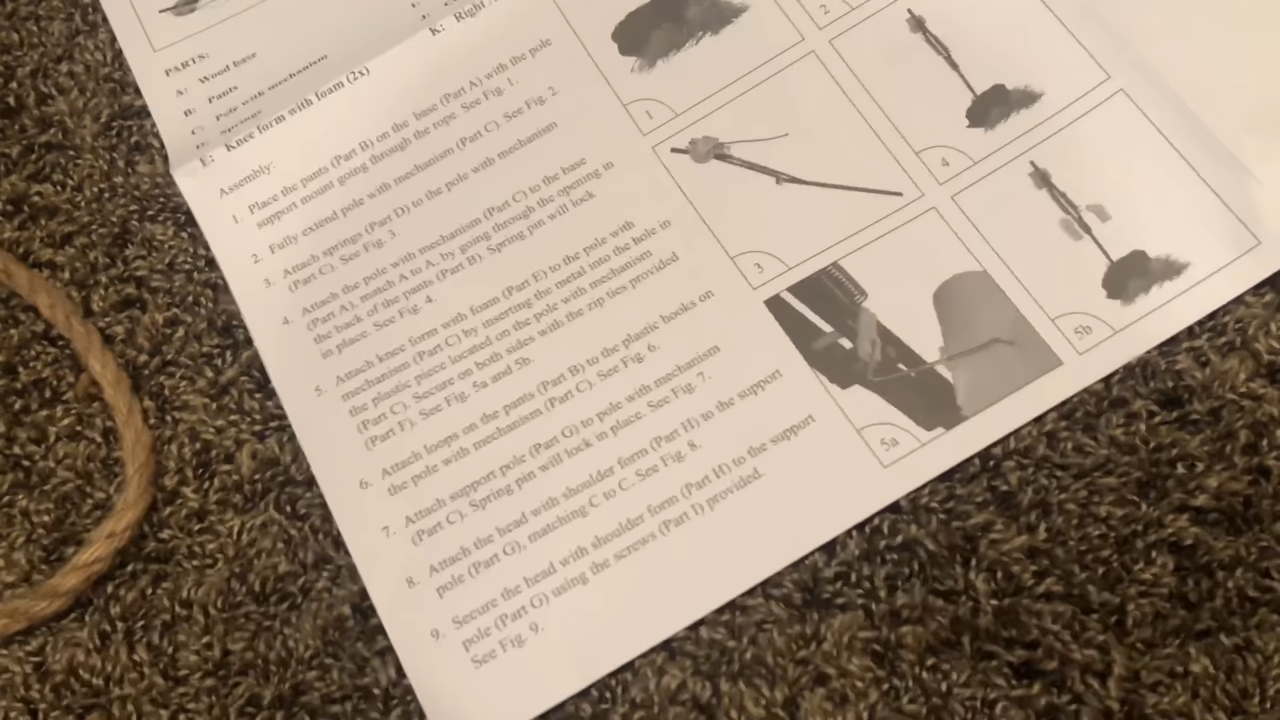 K: Right
PARTS:
A: Wood base
B: Pants
C: Pole with mechanism
D: Springs
E: Knee form with foam (2x)
Assembly:
1. Place the pants (Part B) on the base (Part A) with the pole
support mount going through the rope. See Fig. 1.
2. Fully extend pole with mechanism (Part C). See Fig. 2.
3. Attach springs (Part D) to the pole with mechanism
(Part C). See Fig. 3.
4. Attach the pole with mechanism (Part C) to the base
(Part A), match A to A, by going through the opening in
the back of the pants (Part B). Spring pin will lock
in place. See Fig. 4.
5. Attach knee form with foam (Part E) to the pole with
mechanism (Part C) by inserting the metal into the hole in
the plastic piece located on the pole with mechanism
(Part C). Secure on both sides with the zip ties provided
(Part F). See Fig. 5a and 5b.
6. Attach loops on the pants (Part B) to the plastic hooks on
the pole with mechanism (Part C). See Fig. 6.
7. Attach support pole (Part G) to pole with mechanism
(Part C). Spring pin will lock in place. See Fig. 7.
8. Attach the head with shoulder form (Part H) to the support
pole (Part G), matching C to C. See Fig. 8.
9. Secure the head with shoulder form (Part H) to the support
pole (Part G) using the screws (Part I) provided.
See Fig. 9.
1
2
3
4
5a
5b